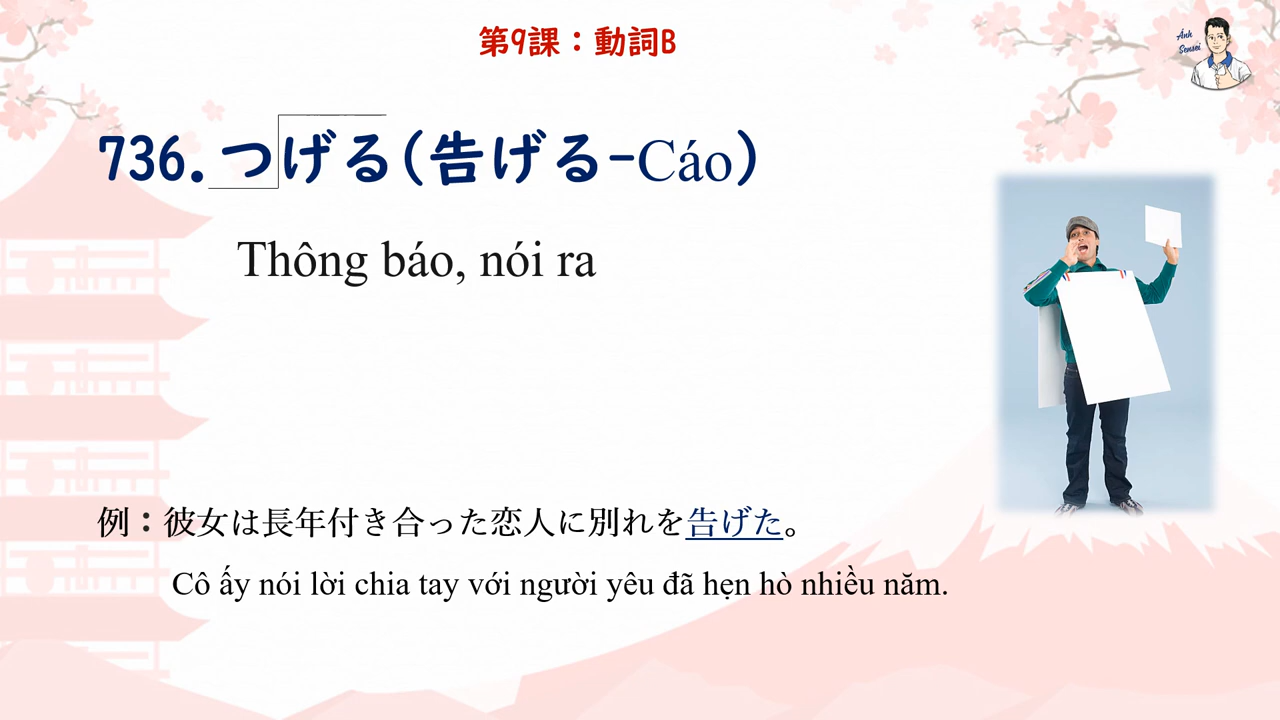 第9課：動詞B
Anh
Sensei
736.つげる(告げる-Cáo)
Thông báo, nói ra
例：彼女は長年付き合った恋人に別れを告げた。
Cô ấy nói lời chia tay với người yêu đã hẹn hò nhiều năm.